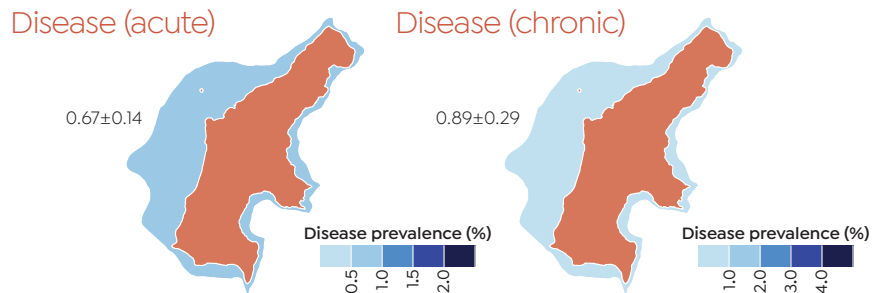 Disease (acute)
0.67±0.14
Disease prevalence (%)
0.5
1.0
1.5
2.0
Disease (chronic)
0.89±0.29
Disease prevalence (%)
1.0
2.0
3.0
4.0